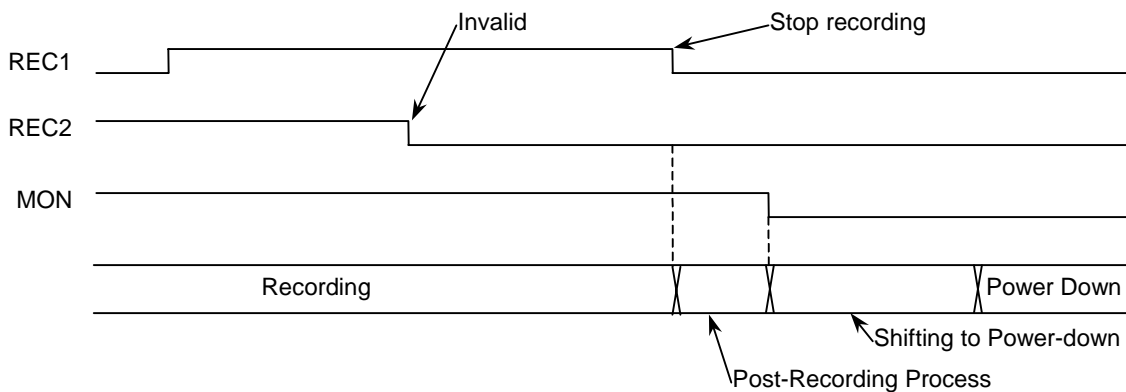 Invalid
Stop recording
REC1
REC2
MON
Recording
Power Down
Shifting to Power-down
Post-Recording Process